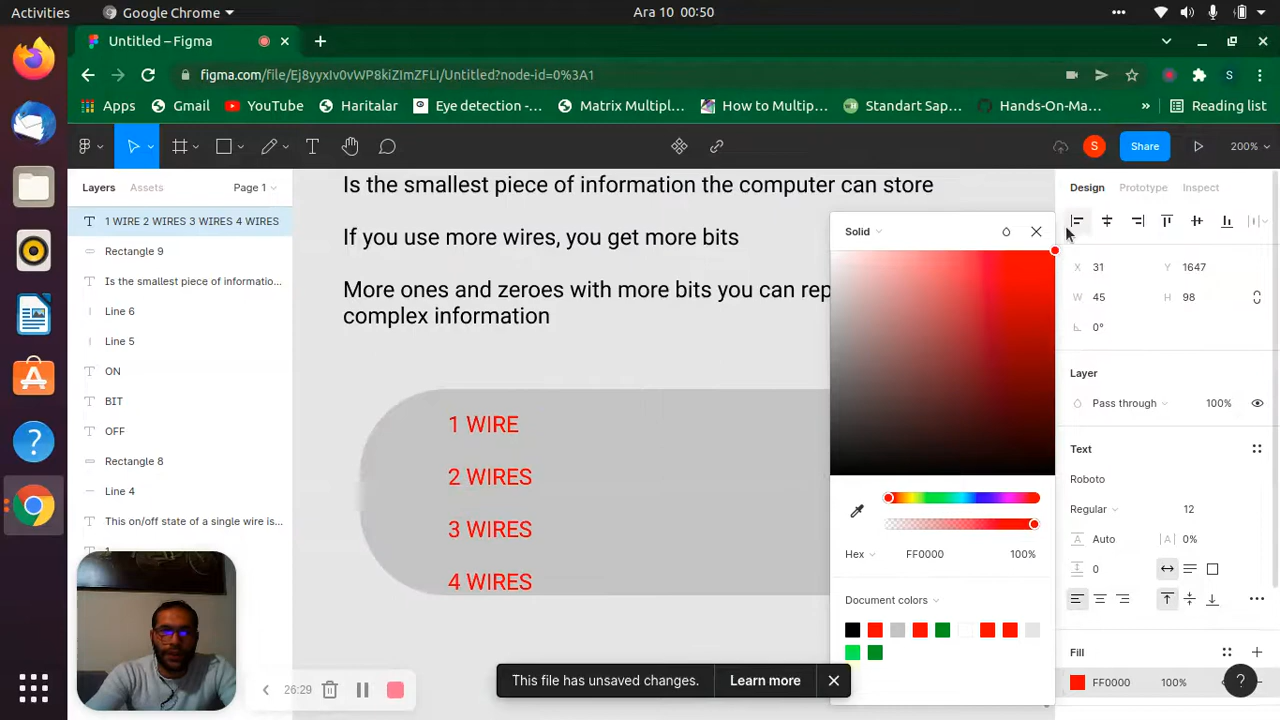 Activities
Google Chrome
Ara 10 00:50
Untitled – Figma
figma.com/file/Ej8yyxIv0vWP8kiZImZFLI/Untitled?node-id=0%3A1
Apps
Gmail
YouTube
Haritalar
Eye detection -...
Matrix Multipl...
How to Multip...
Standart Sap...
Hands-On-Ma...
»
Reading list
Share
S
200%
Layers
Assets
Page 1
1 WIRE 2 WIRES 3 WIRES 4 WIRES
Rectangle 9
Is the smallest piece of informatio...
Line 6
Line 5
ON
BIT
OFF
Rectangle 8
Line 4
This on/off state of a single wire is...
1
26:29
Is the smallest piece of information the computer can store
If you use more wires, you get more bits
More ones and zeroes with more bits you can rep
complex information
1 WIRE
2 WIRES
3 WIRES
4 WIRES
This file has unsaved changes.
Learn more
Solid
Hex
FF0000
100%
Document colors
Design
Prototype
Inspect
X 31
Y 1647
W 45
H 98
0°
Layer
Pass through
100%
Text
Roboto
Regular
12
Auto
0%
0
Fill
FF0000
100%
?